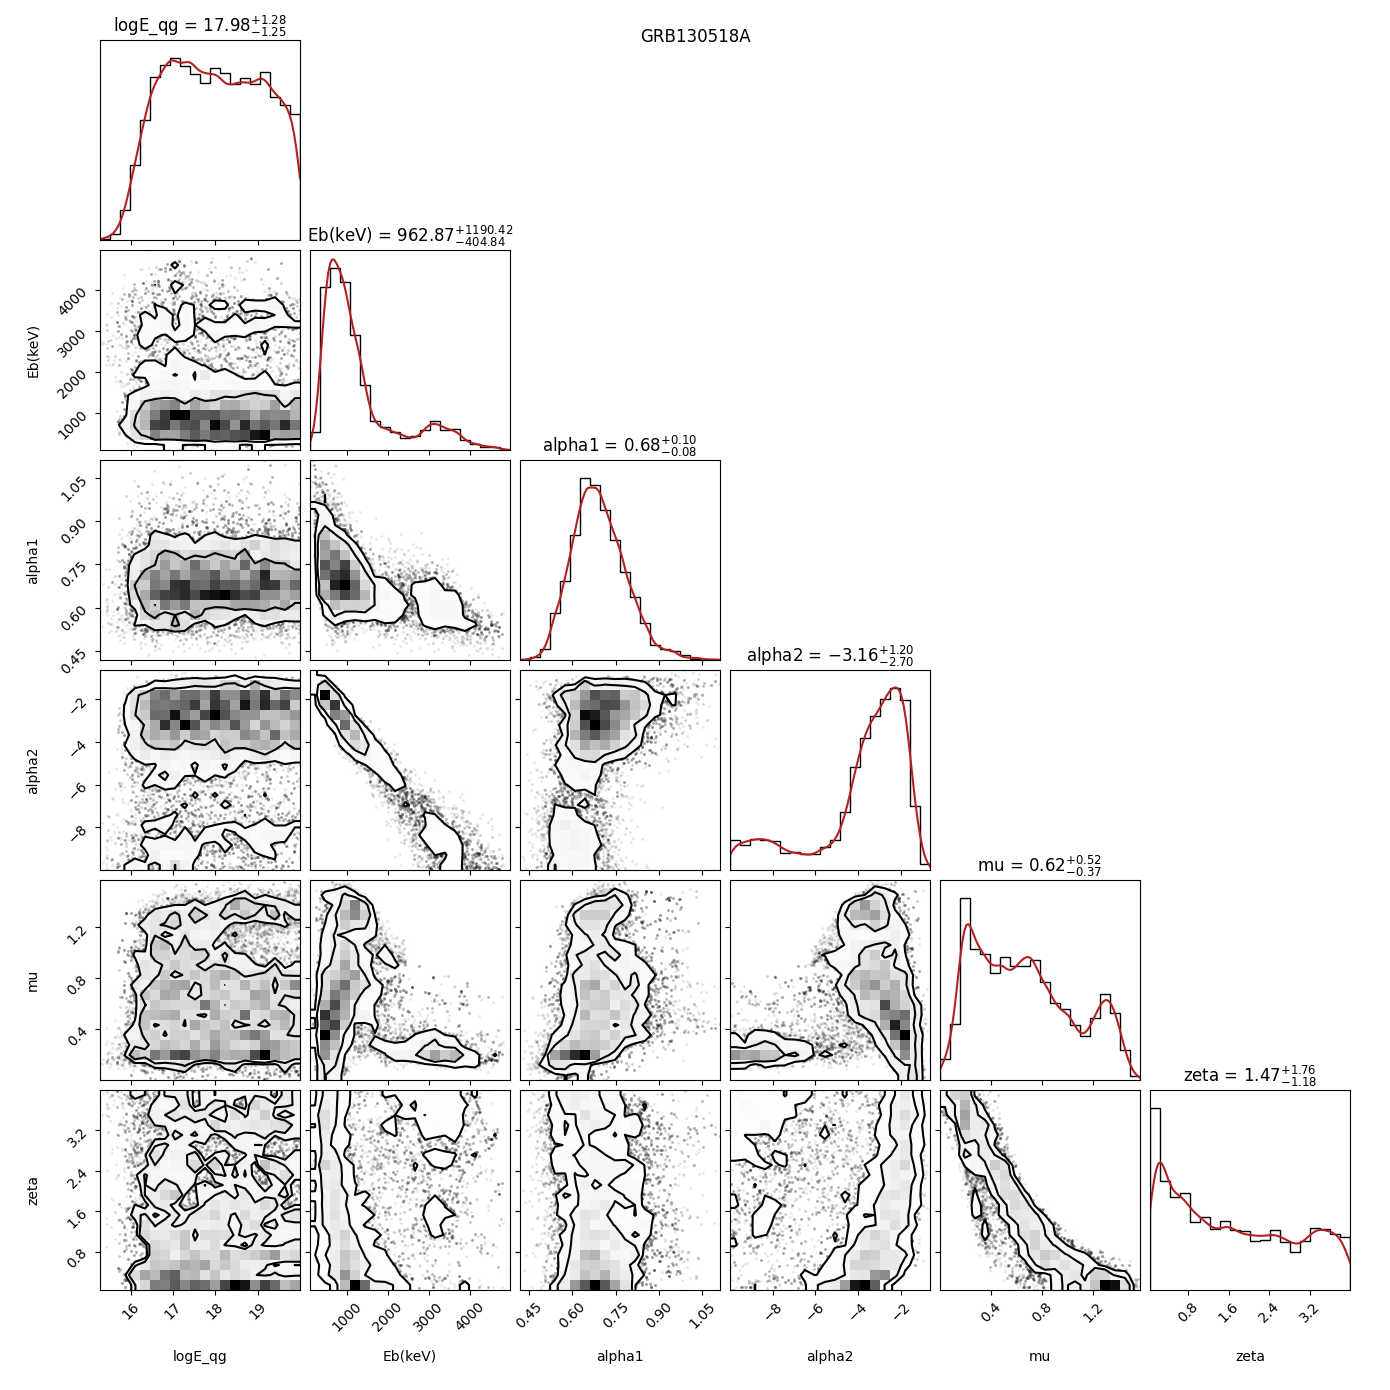 GRB130518A
logE_qg = 17.98+1.28−1.25
Eb(keV) = 962.87+1190.42−404.84
Eb(keV)
4000
3000
2000
1000
alpha1 = 0.68+0.10−0.08
alpha1
1.05
0.90
0.75
0.60
0.45
alpha2 = −3.16+1.20−2.70
alpha2
−2
−4
−6
−8
mu = 0.62+0.52−0.37
mu
1.2
0.8
0.4
zeta = 1.47+1.76−1.18
zeta
3.2
2.4
1.6
0.8
16 17 18 19
1000 2000 3000 4000
0.45 0.60 0.75 0.90 1.05
−8 −6 −4 −2
0.4 0.8 1.2
0.8 1.6 2.4 3.2
logE_qg Eb(keV) alpha1 alpha2 mu zeta